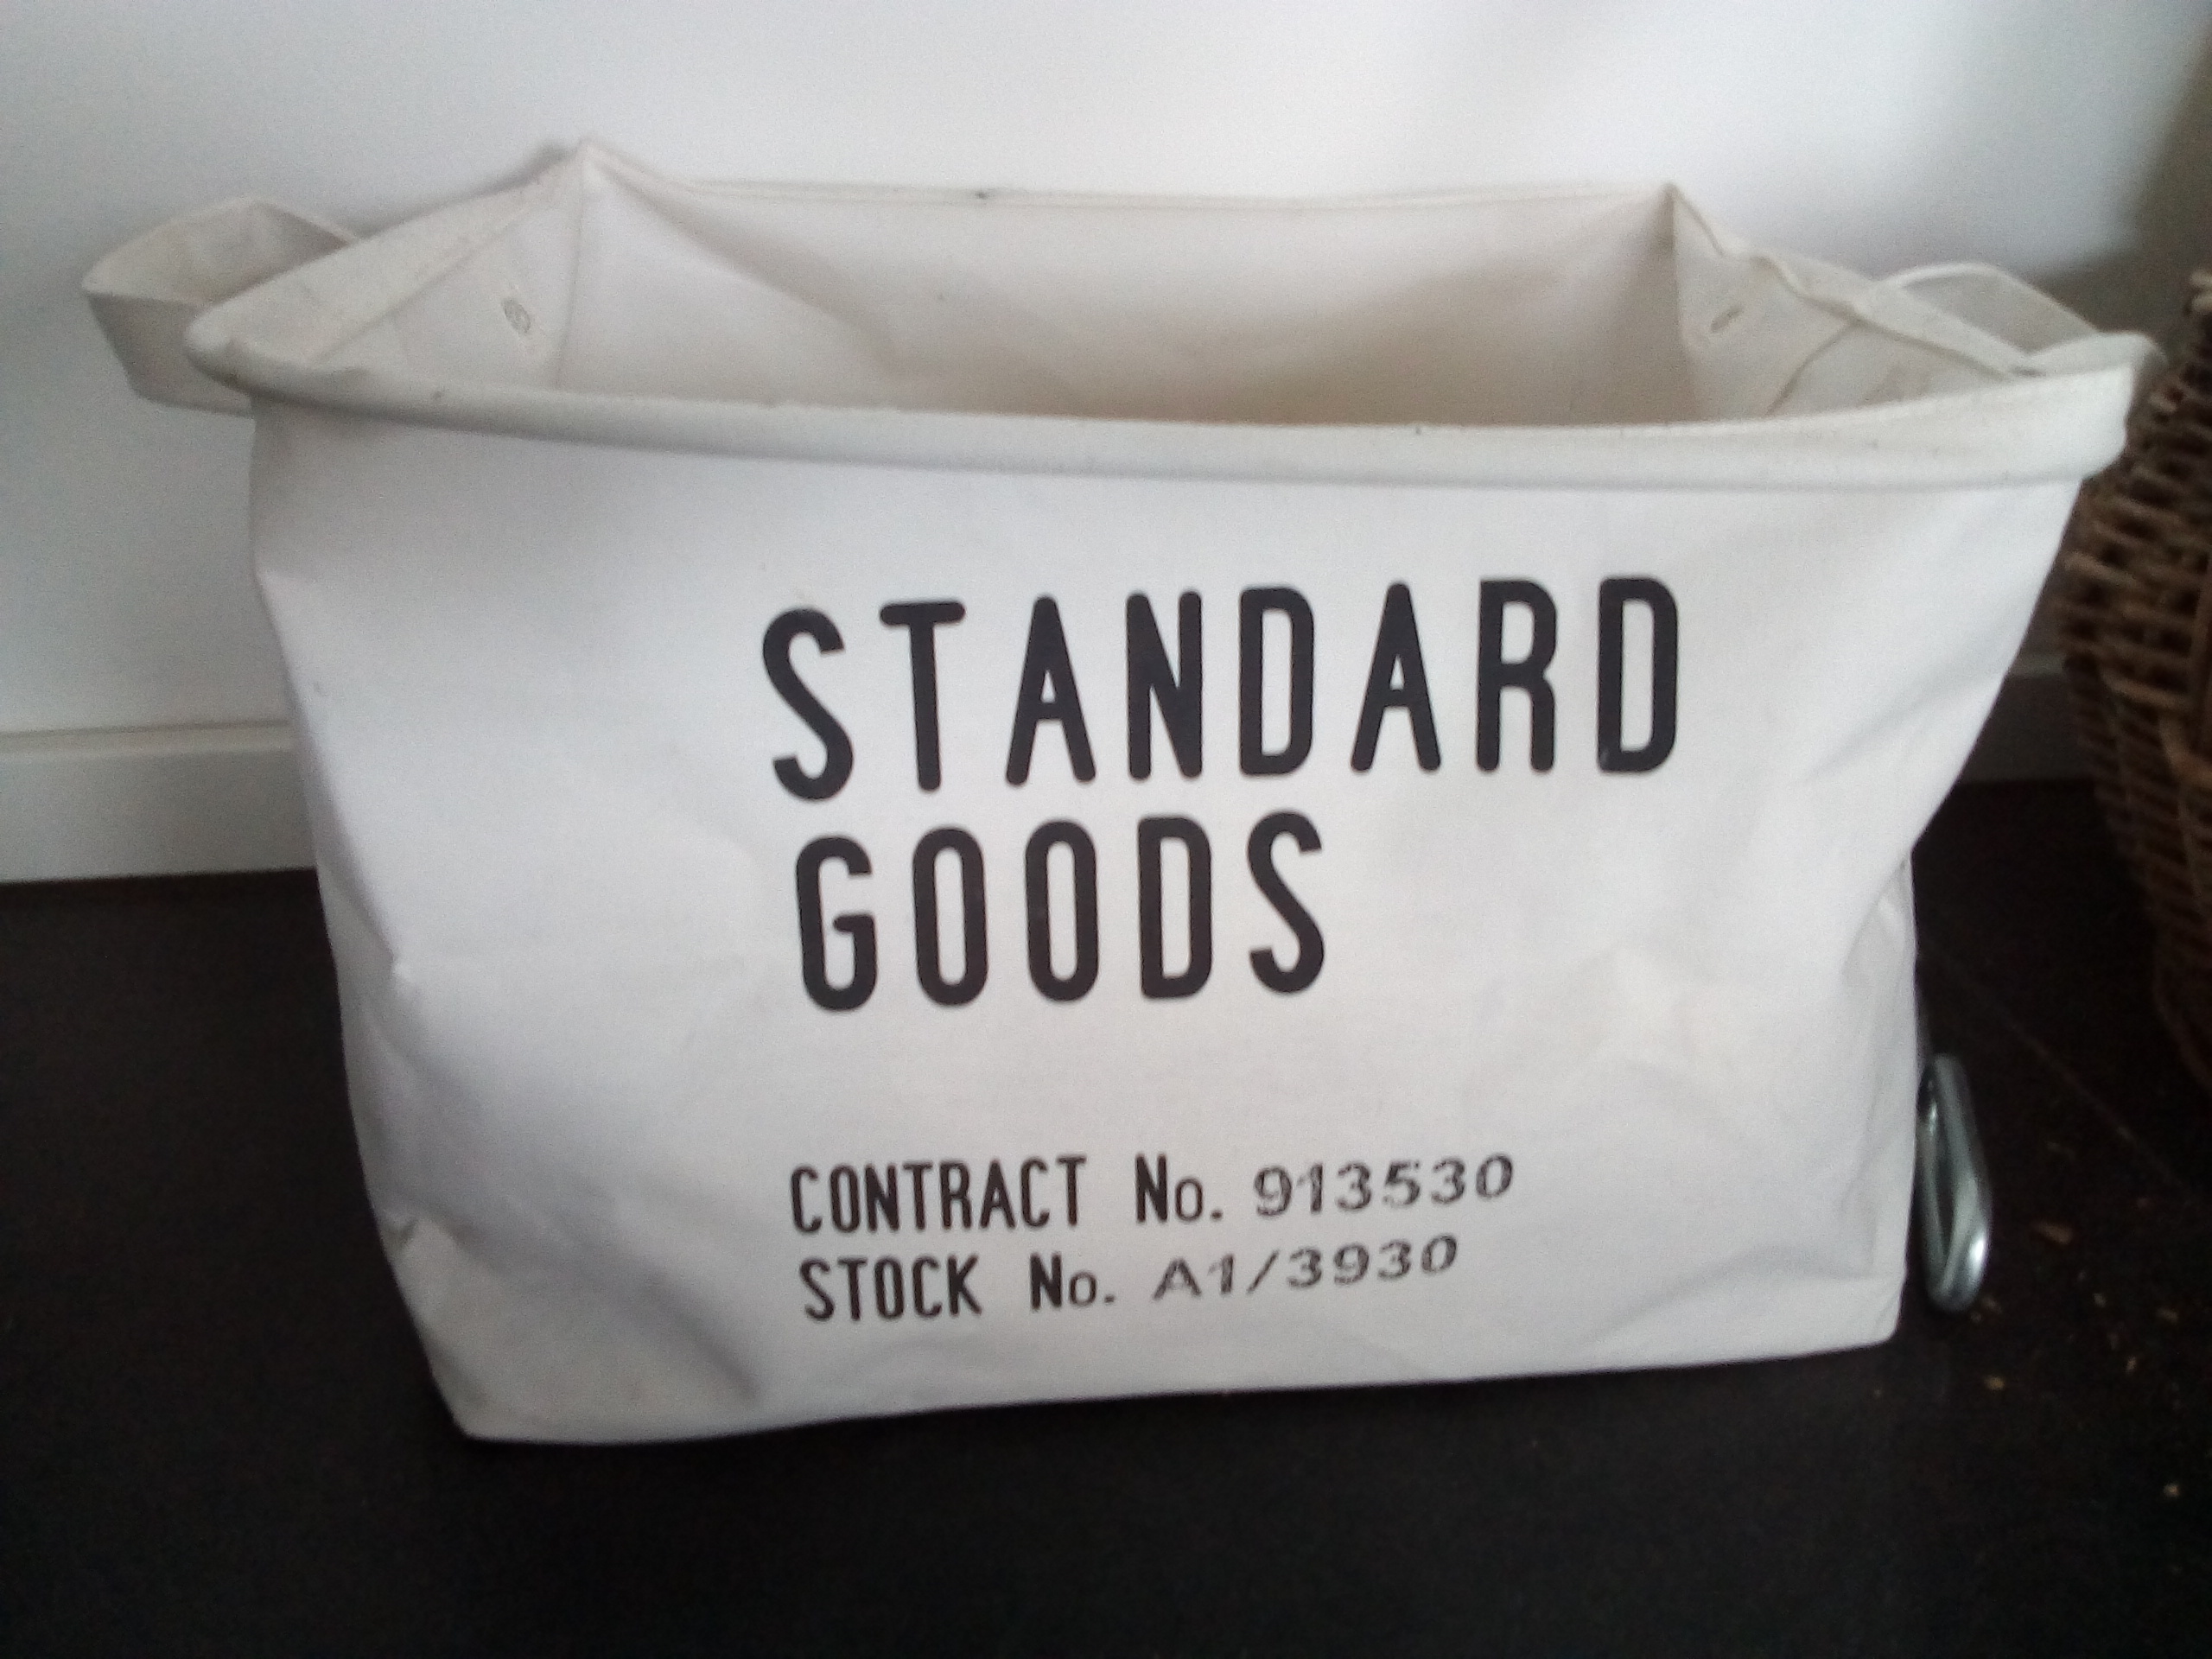 STANDARD
GOODS
CONTRACT No. 913530
STOCK No. A1/3930